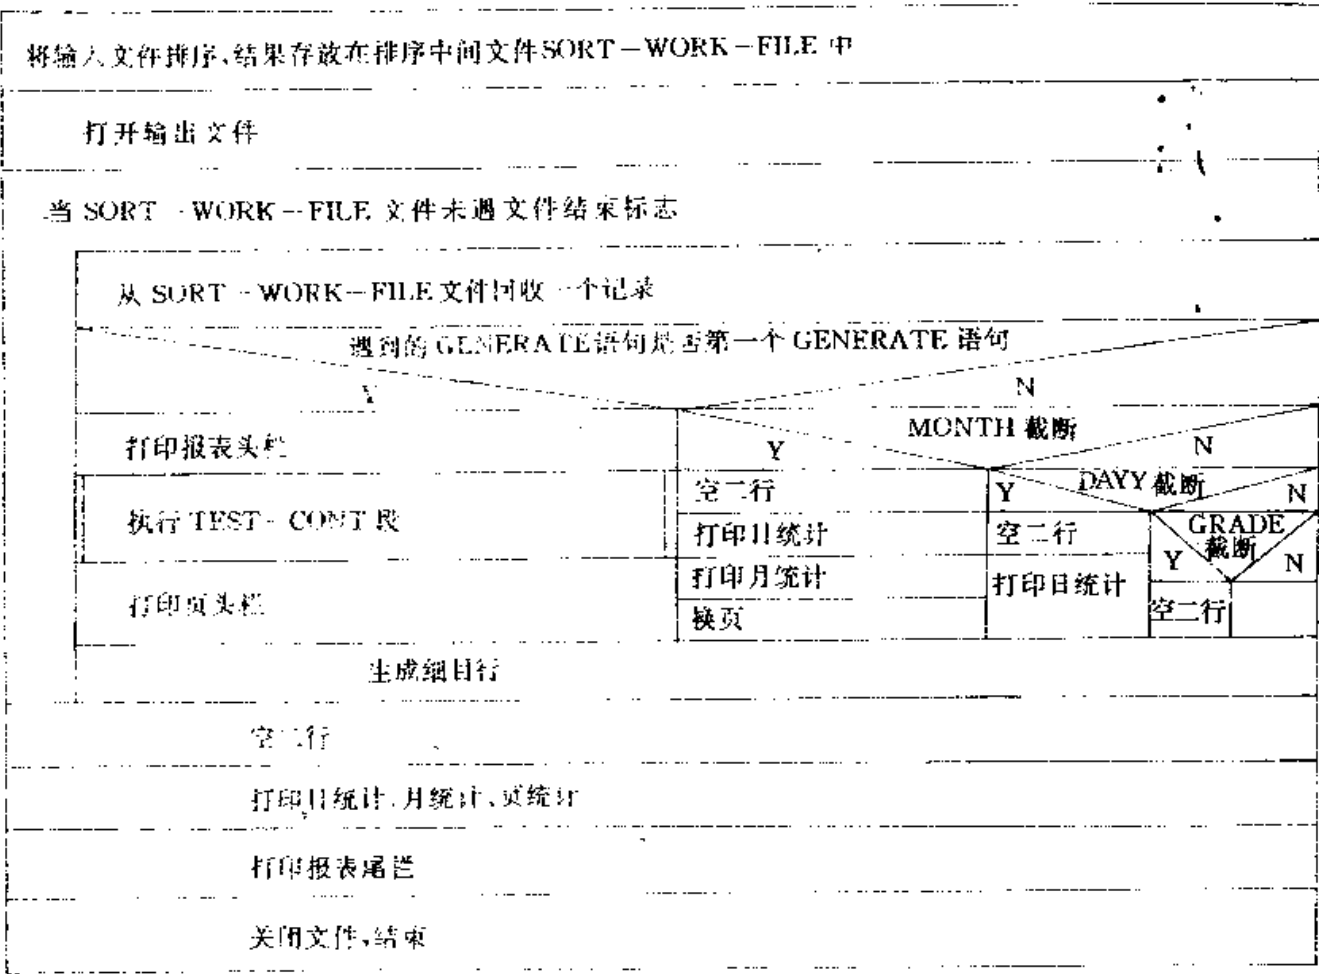 将输入文件排序,结果存放在排序中间文件SORT-WORK-FILE 中
打开输出文件
当 SORT-WORK-FILE 文件未遇文件结束标志
从 SORT-WORK-FILE文件回收一个记录
遇到的GENERATE语句是否第一个 GENERATE 语句
Y
N
打印报表头栏
Y
MONTH 截断
N
执行 TEST-CONT 段
空二行
Y
DAYY 截断
N
打印日统计
空二行
GRADE
截断
Y
N
打印页头栏
打印月统计
打印日统计
换页
空二行
生成细目行
空二行
打印日统计、月统计、页统计
打印报表尾栏
关闭文件,结束